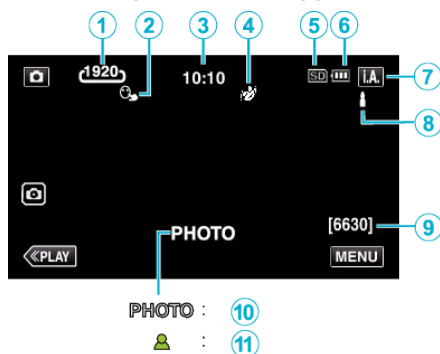 1 2 3 4 5 6
1920 10:10 SD i.A. 7
8
[6630] 9
PHOTO
≪PLAY MENU
PHOTO : 10
: 11